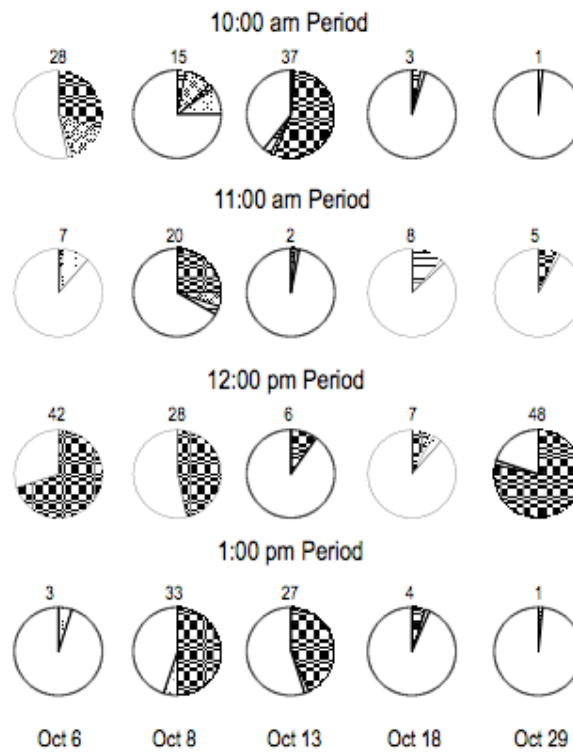 10:00 am Period
28 15 37 3 1
11:00 am Period
7 20 2 8 5
12:00 pm Period
42 28 6 7 48
1:00 pm Period
3 33 27 4 1
Oct 6 Oct 8 Oct 13 Oct 18 Oct 29